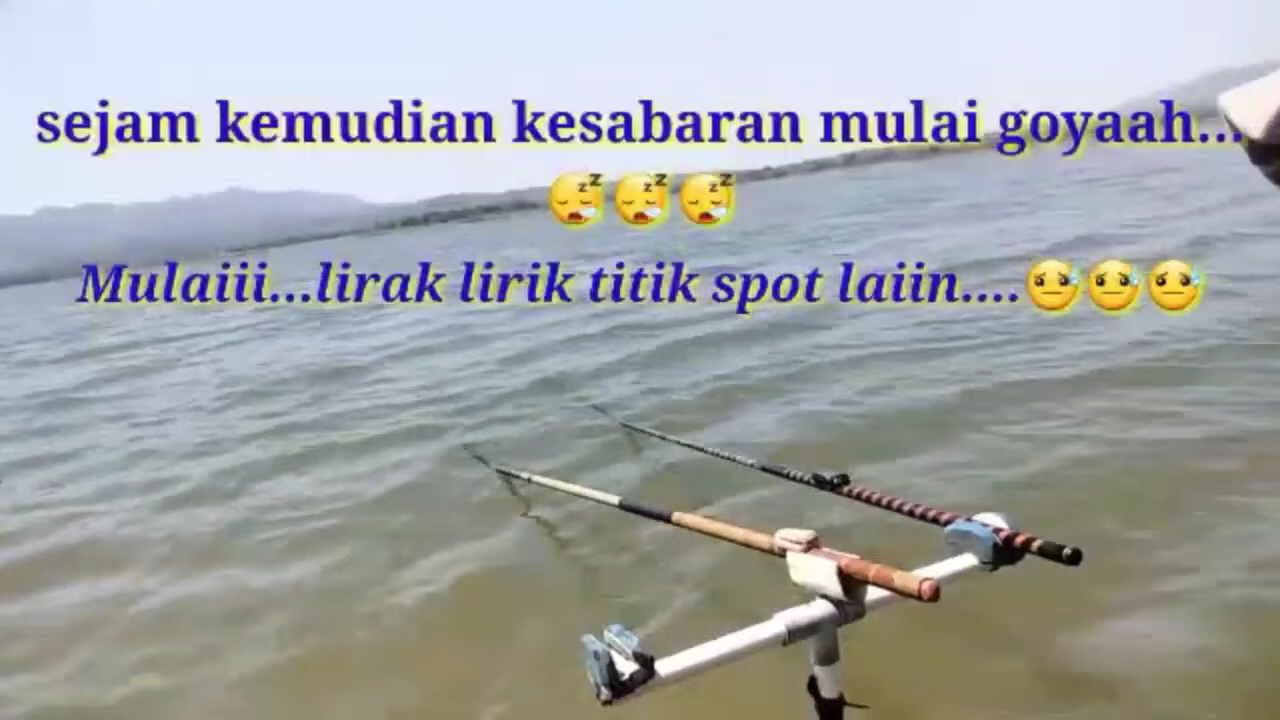 sejam kemudian kesabaran mulai goyaah...
😴😴😴
Mulaiii...lirak lirik titik spot laiin....😓😓😓